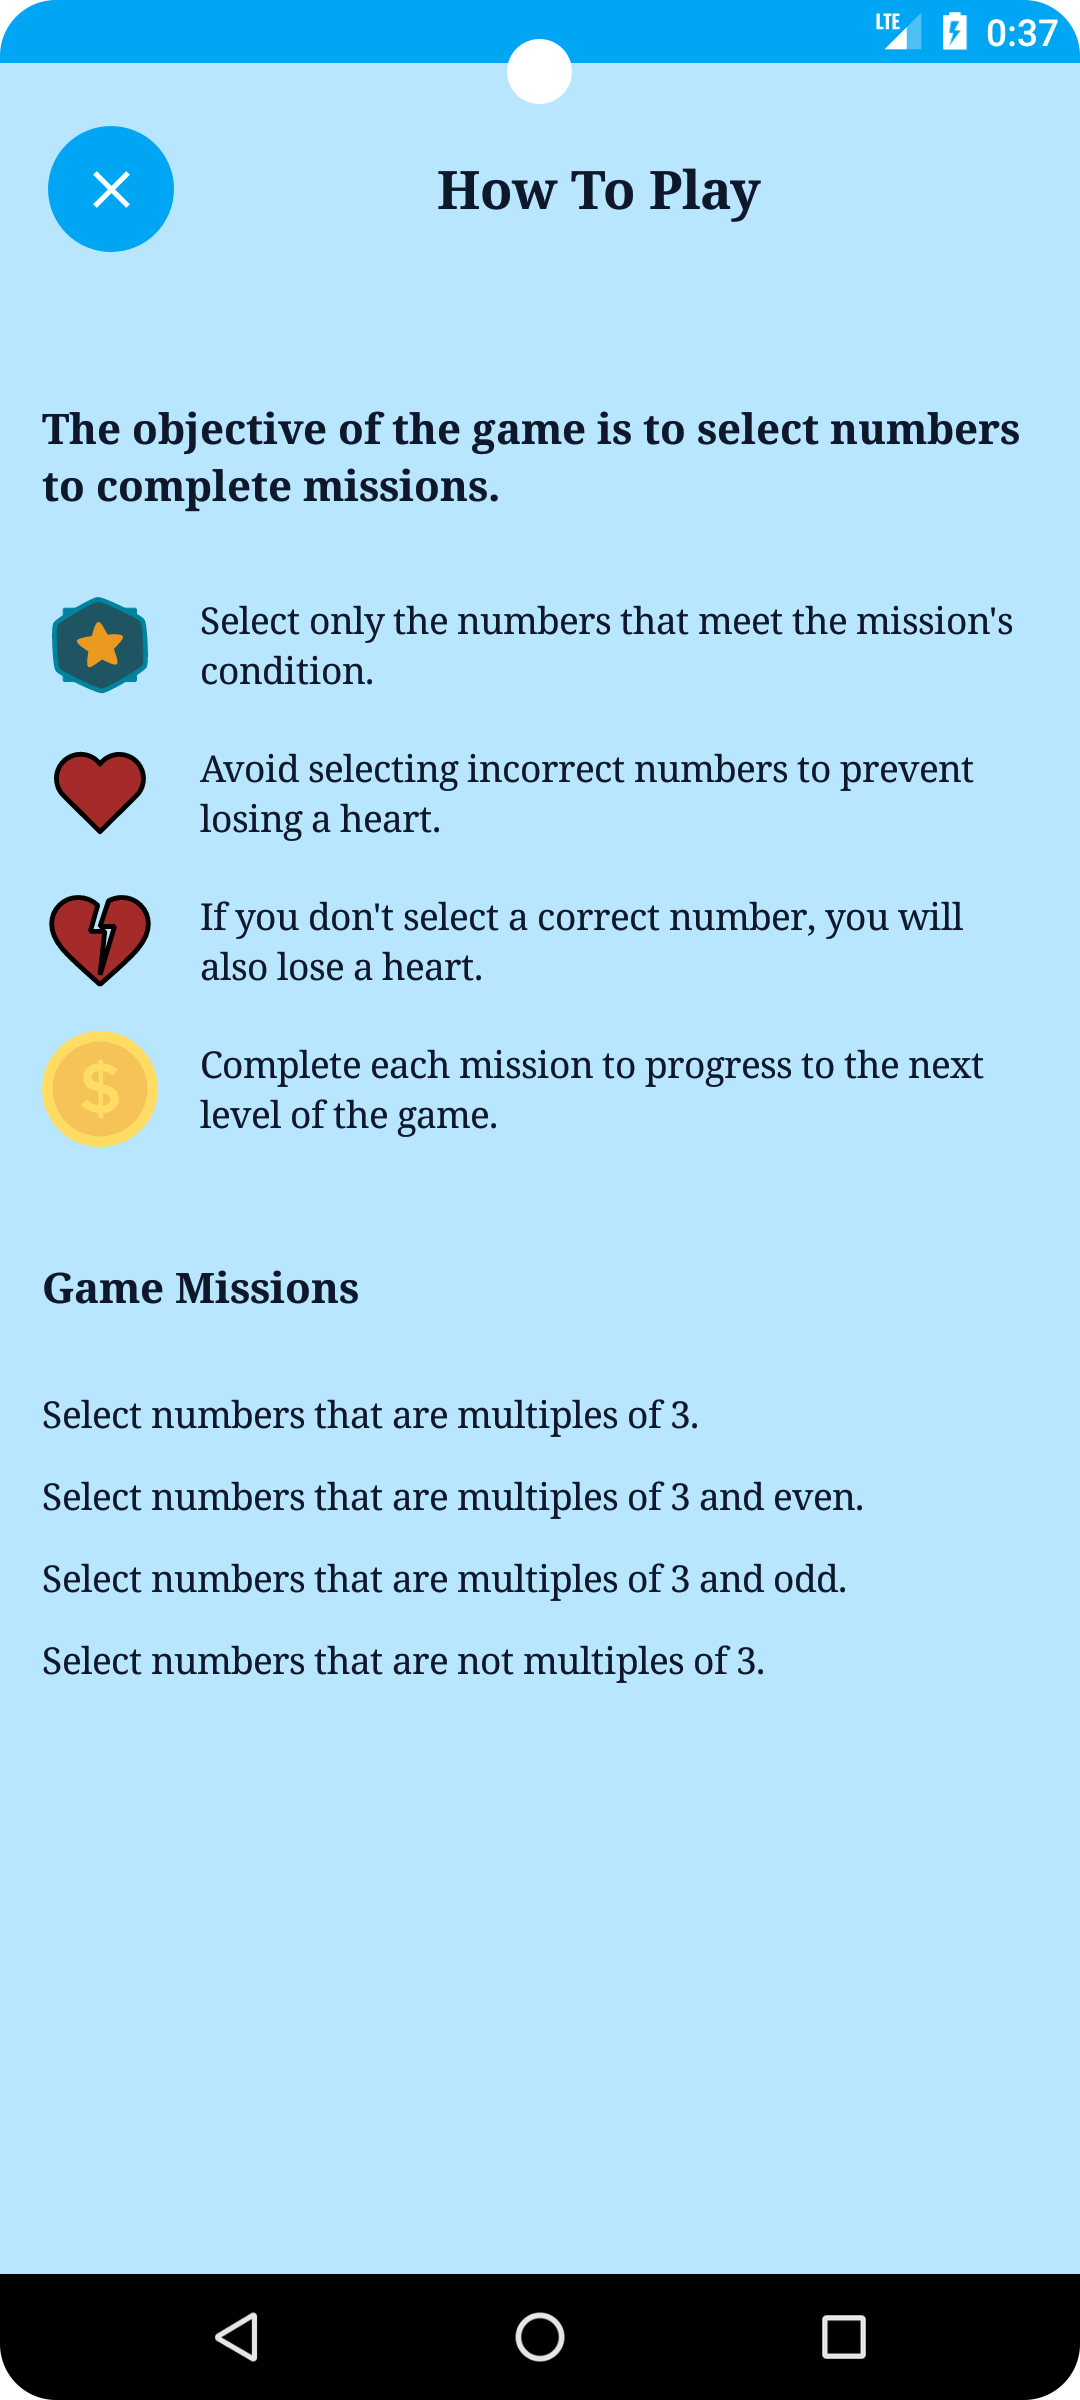 LTE 0:37
How To Play
The objective of the game is to select numbers
to complete missions.
Select only the numbers that meet the mission's
condition.
Avoid selecting incorrect numbers to prevent
losing a heart.
If you don't select a correct number, you will
also lose a heart.
$
Complete each mission to progress to the next
level of the game.
Game Missions
Select numbers that are multiples of 3.
Select numbers that are multiples of 3 and even.
Select numbers that are multiples of 3 and odd.
Select numbers that are not multiples of 3.